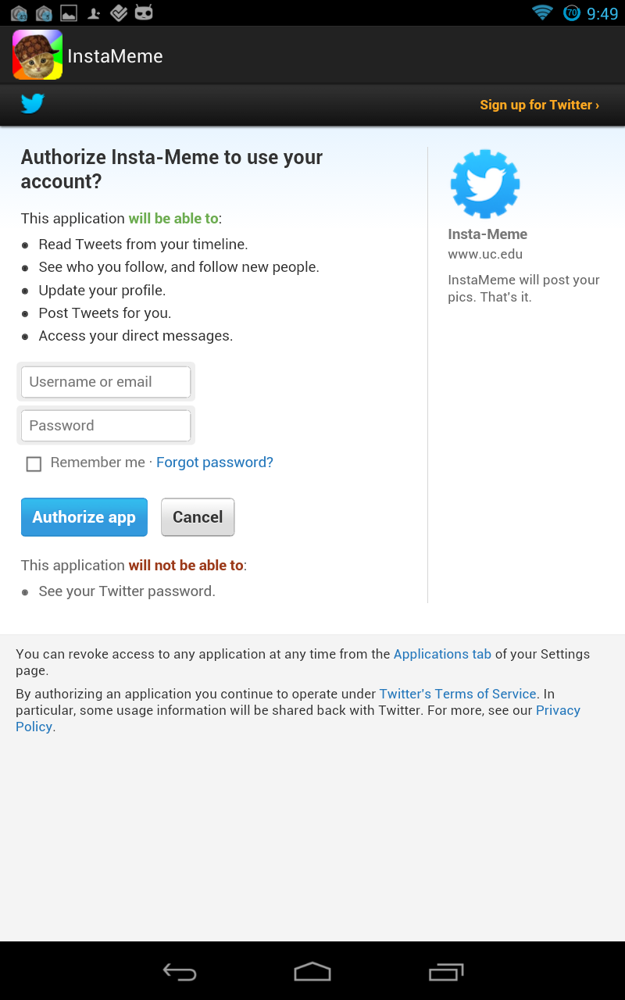 70 9:49
InstaMeme
Sign up for Twitter ›
Authorize Insta-Meme to use your
account?
This application will be able to:
Read Tweets from your timeline.
See who you follow, and follow new people.
Update your profile.
Post Tweets for you.
Access your direct messages.
Username or email
Password
Remember me · Forgot password?
Authorize app Cancel
This application will not be able to:
See your Twitter password.
Insta-Meme
www.uc.edu
InstaMeme will post your
pics. That's it.
You can revoke access to any application at any time from the Applications tab of your Settings
page.
By authorizing an application you continue to operate under Twitter's Terms of Service. In
particular, some usage information will be shared back with Twitter. For more, see our Privacy
Policy.